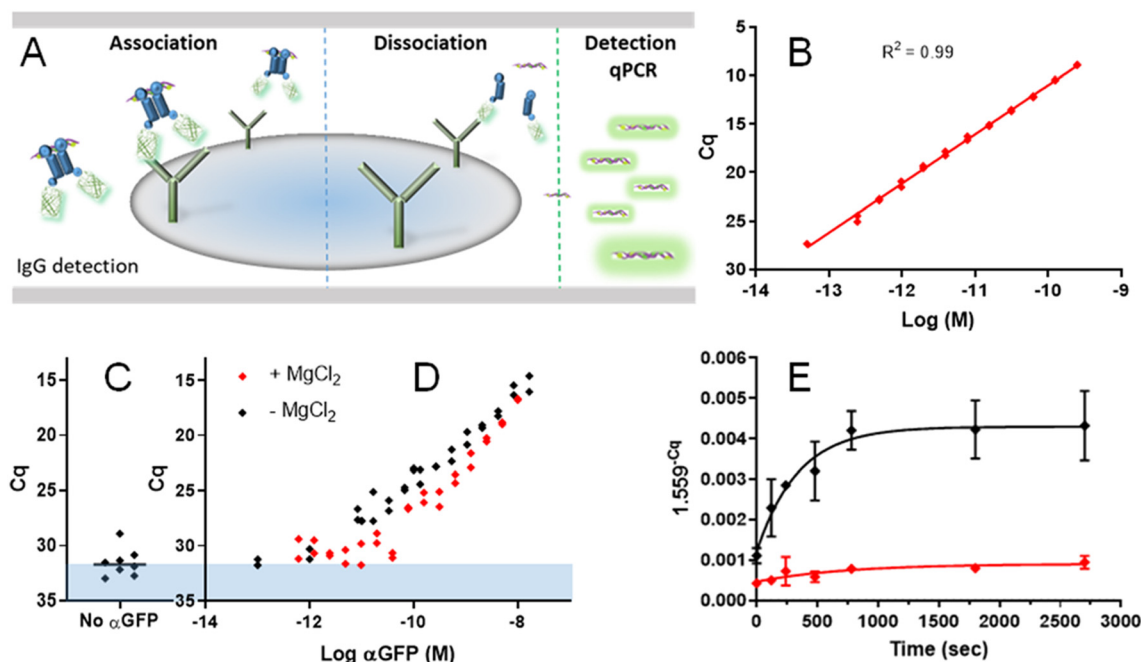 A
Association
Dissociation
Detection
qPCR
IgG detection
B
R² = 0.99
Cq
5
10
15
20
25
30
-14
-13
-12
-11
-10
-9
Log (M)
C
Cq
15
20
25
30
35
No αGFP
D
+ MgCl₂
- MgCl₂
Cq
15
20
25
30
35
-14
-12
-10
-8
Log αGFP (M)
E
1.559^-Cq
0.006
0.005
0.004
0.003
0.002
0.001
0.000
0
500
1000
1500
2000
2500
3000
Time (sec)